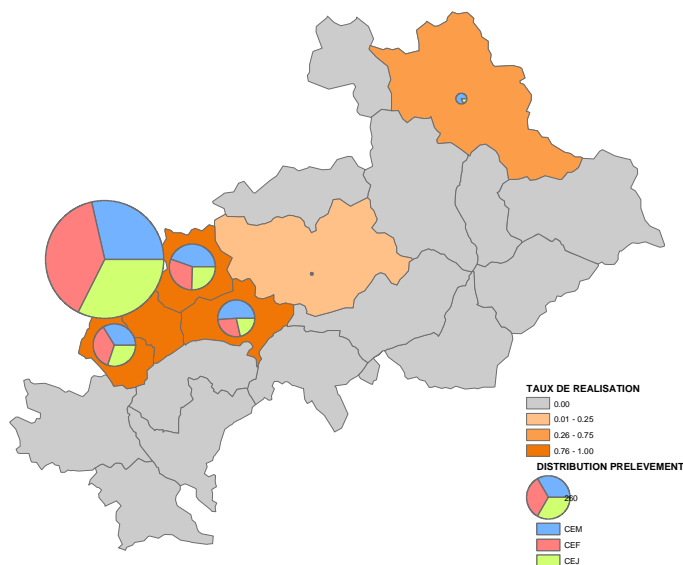 TAUX DE REALISATION
0.00
0.01 - 0.25
0.26 - 0.75
0.76 - 1.00
DISTRIBUTION PRELEVEMENT
260
CEM
CEF
CEJ